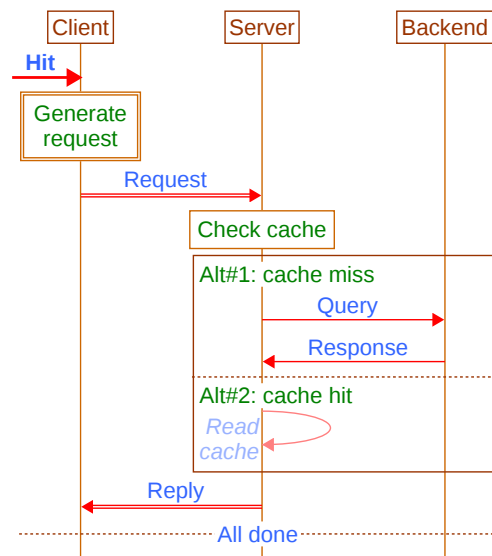 Client
Server
Backend
Hit
Generate
request
Request
Check cache
Alt#1: cache miss
Query
Response
Alt#2: cache hit
Read
cache
Reply
All done